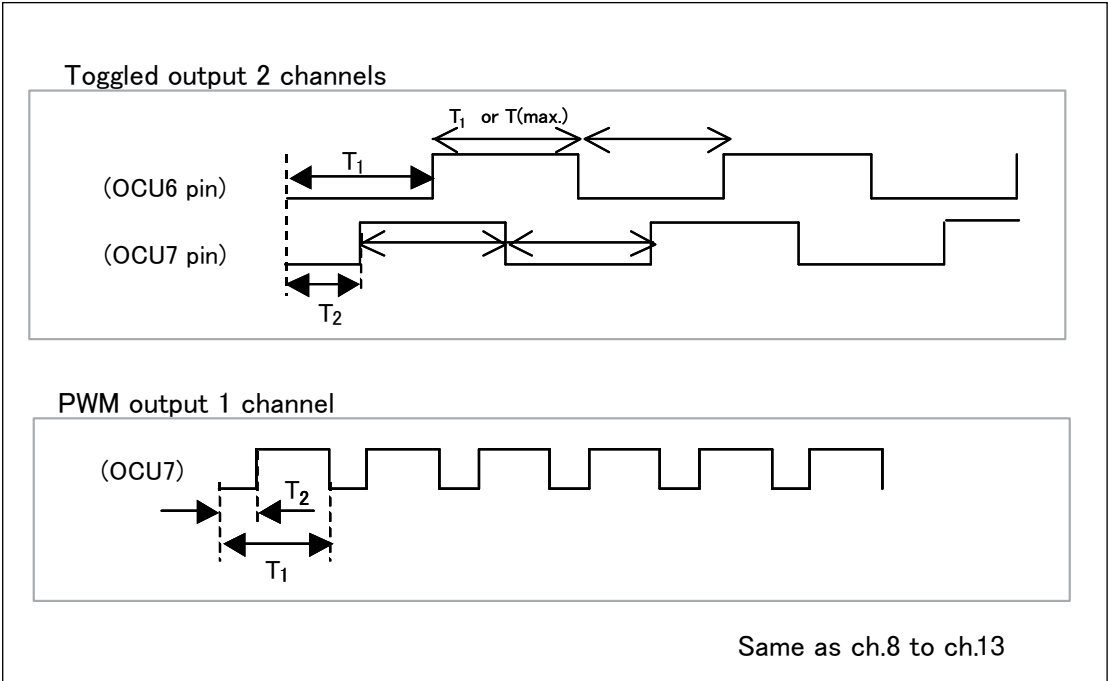 Toggled output 2 channels
T1 or T(max.)
T1
(OCU6 pin)
(OCU7 pin)
T2
PWM output 1 channel
(OCU7)
T2
T1
Same as ch.8 to ch.13